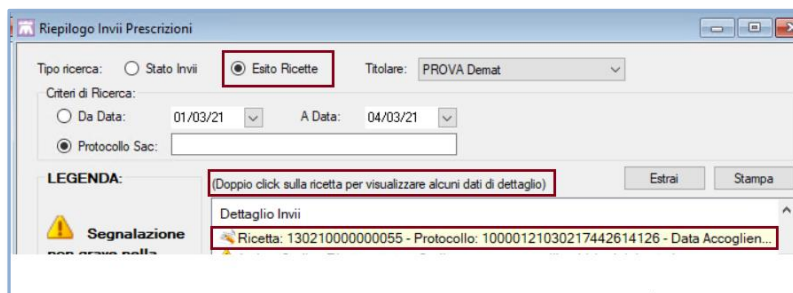 Riepilogo Invii Prescrizioni
Tipo ricerca: Stato Invii Esito Ricette Titolare: PROVA Demat
Criteri di Ricerca:
Da Data: 01/03/21 A Data: 04/03/21
Protocollo Sac:
LEGENDA: (Doppio click sulla ricetta per visualizzare alcuni dati di dettaglio) Estrai Stampa
Dettaglio Invii
Segnalazione Ricetta: 130210000000055 - Protocollo: 10000121030217442614126 - Data Accoglien...